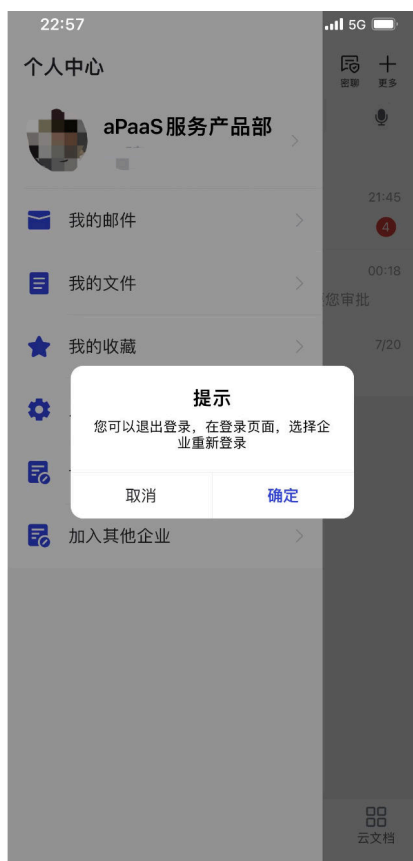 22:57
5G
个人中心
密聊
更多
aPaaS服务产品部
我的邮件
21:45
4
我的文件
00:18
您审批
我的收藏
7/20
提示
您可以退出登录，在登录页面，选择企
业重新登录
取消
确定
加入其他企业
云文档